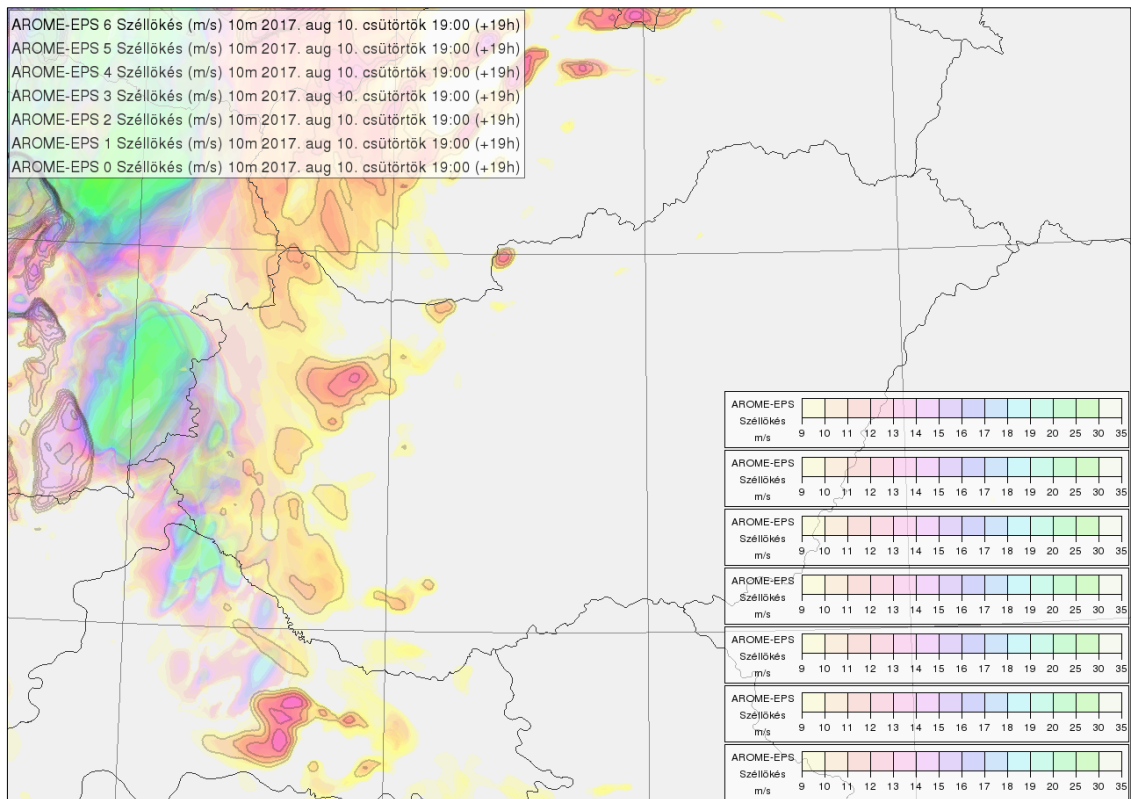 AROME-EPS 6 Széllökés (m/s) 10m 2017. aug 10. csütörtök 19:00 (+19h)
AROME-EPS 5 Széllökés (m/s) 10m 2017. aug 10. csütörtök 19:00 (+19h)
AROME-EPS 4 Széllökés (m/s) 10m 2017. aug 10. csütörtök 19:00 (+19h)
AROME-EPS 3 Széllökés (m/s) 10m 2017. aug 10. csütörtök 19:00 (+19h)
AROME-EPS 2 Széllökés (m/s) 10m 2017. aug 10. csütörtök 19:00 (+19h)
AROME-EPS 1 Széllökés (m/s) 10m 2017. aug 10. csütörtök 19:00 (+19h)
AROME-EPS 0 Széllökés (m/s) 10m 2017. aug 10. csütörtök 19:00 (+19h)
AROME-EPS
Széllökés
m/s 9 10 11 12 13 14 15 16 17 18 19 20 25 30 35
AROME-EPS
Széllökés
m/s 9 10 11 12 13 14 15 16 17 18 19 20 25 30 35
AROME-EPS
Széllökés
m/s 9 10 11 12 13 14 15 16 17 18 19 20 25 30 35
AROME-EPS
Széllökés
m/s 9 10 11 12 13 14 15 16 17 18 19 20 25 30 35
AROME-EPS
Széllökés
m/s 9 10 11 12 13 14 15 16 17 18 19 20 25 30 35
AROME-EPS
Széllökés
m/s 9 10 11 12 13 14 15 16 17 18 19 20 25 30 35
AROME-EPS
Széllökés
m/s 9 10 11 12 13 14 15 16 17 18 19 20 25 30 35